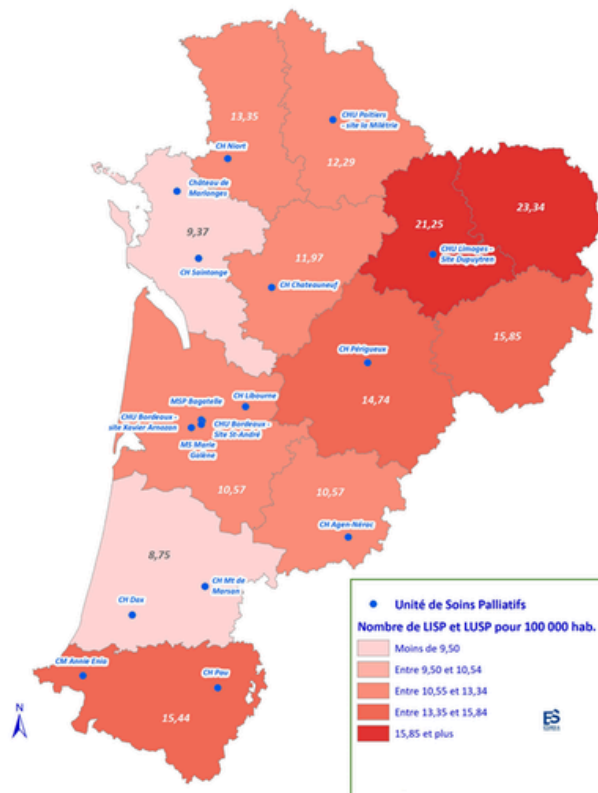 13,35
CHU Poitiers
- site la Milétrie
12,29
CH Niort
Château de
Marlonges
9,37
CH Saintonge
11,97
CH Chateauneuf
21,25
CHU Limoges -
Site Dupuytren
23,34
15,85
CH Périgueux
14,74
CH Libourne
MSP Bagatelle
CHU Bordeaux -
site Xavier Arnozan
CHU Bordeaux -
Site St-André
MS Marie
Galène
10,57
10,57
CH Agen-Nérac
8,75
CH Mt de
Marsan
CH Dax
CM Annie Enia
CH Pau
15,44
N
Unité de Soins Palliatifs
Nombre de LISP et LUSP pour 100 000 hab.
Moins de 9,50
Entre 9,50 et 10,54
Entre 10,55 et 13,34
Entre 13,35 et 15,84
15,85 et plus